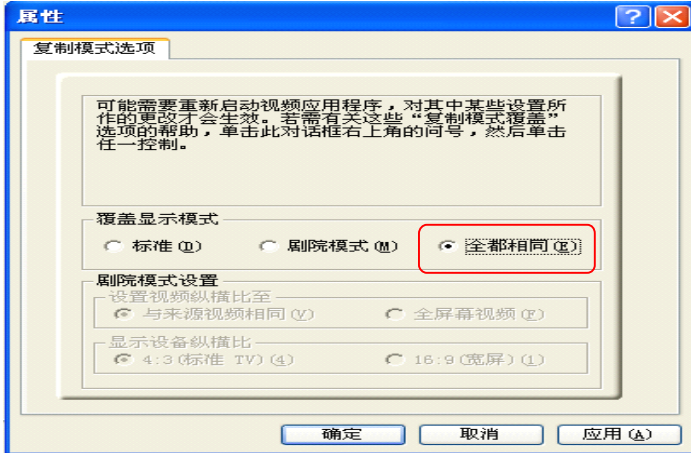 属性
复制模式选项
可能需要重新启动视频应用程序，对其中某些设置所
作的更改才会生效。若需有关这些“复制模式覆盖”
选项的帮助，单击此对话框右上角的问号，然后单击
任一控制。
覆盖显示模式
标准(D) 剧院模式(M) 全都相同(E)
剧院模式设置
设置视频纵横比至
与来源视频相同(V) 全屏幕视频(F)
显示设备纵横比
4:3(标准 TV)(4) 16:9(宽屏)(1)
确定 取消 应用(A)